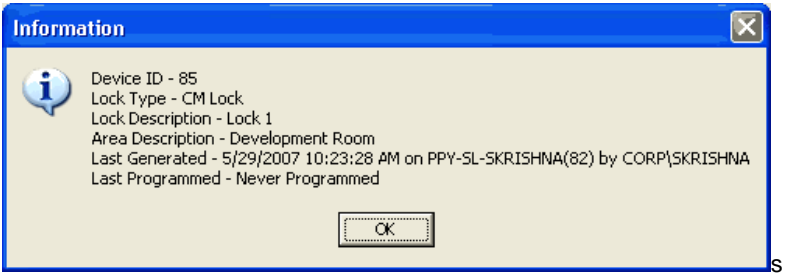 Information
Device ID - 85
Lock Type - CM Lock
Lock Description - Lock 1
Area Description - Development Room
Last Generated - 5/29/2007 10:23:28 AM on PPY-SL-SKRISHNA(82) by CORP\SKRISHNA
Last Programmed - Never Programmed
OK
s